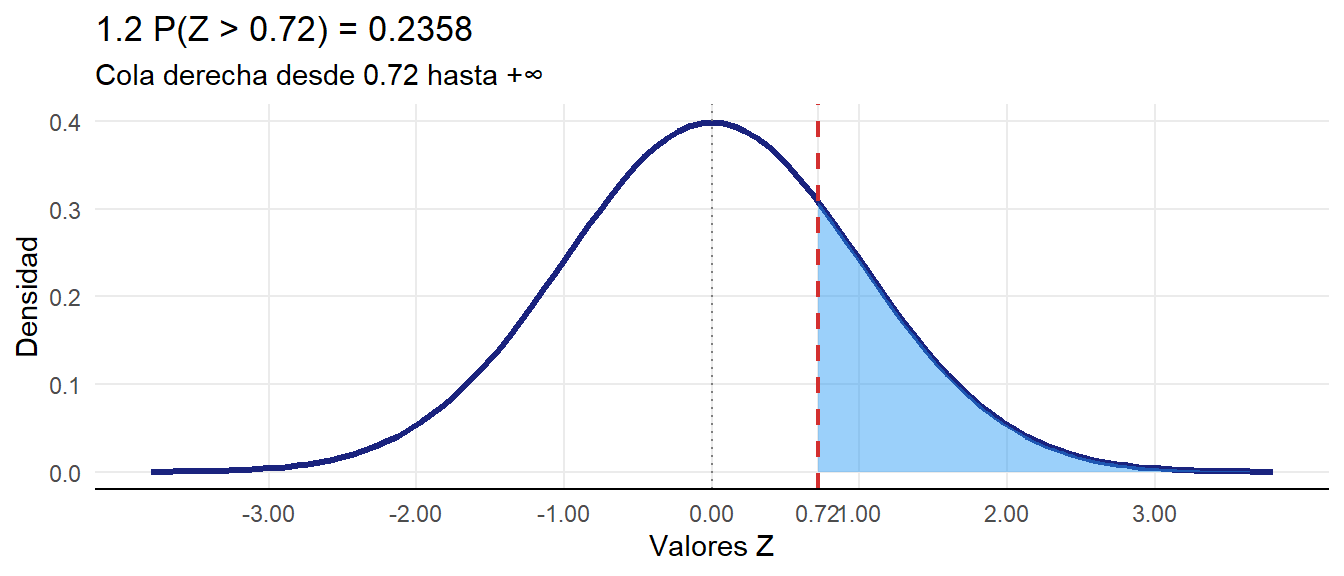 1.2 P(Z > 0.72) = 0.2358
Cola derecha desde 0.72 hasta +∞
Densidad
0.4
0.3
0.2
0.1
0.0
-3.00 -2.00 -1.00 0.00 0.72 1.00 2.00 3.00
Valores Z